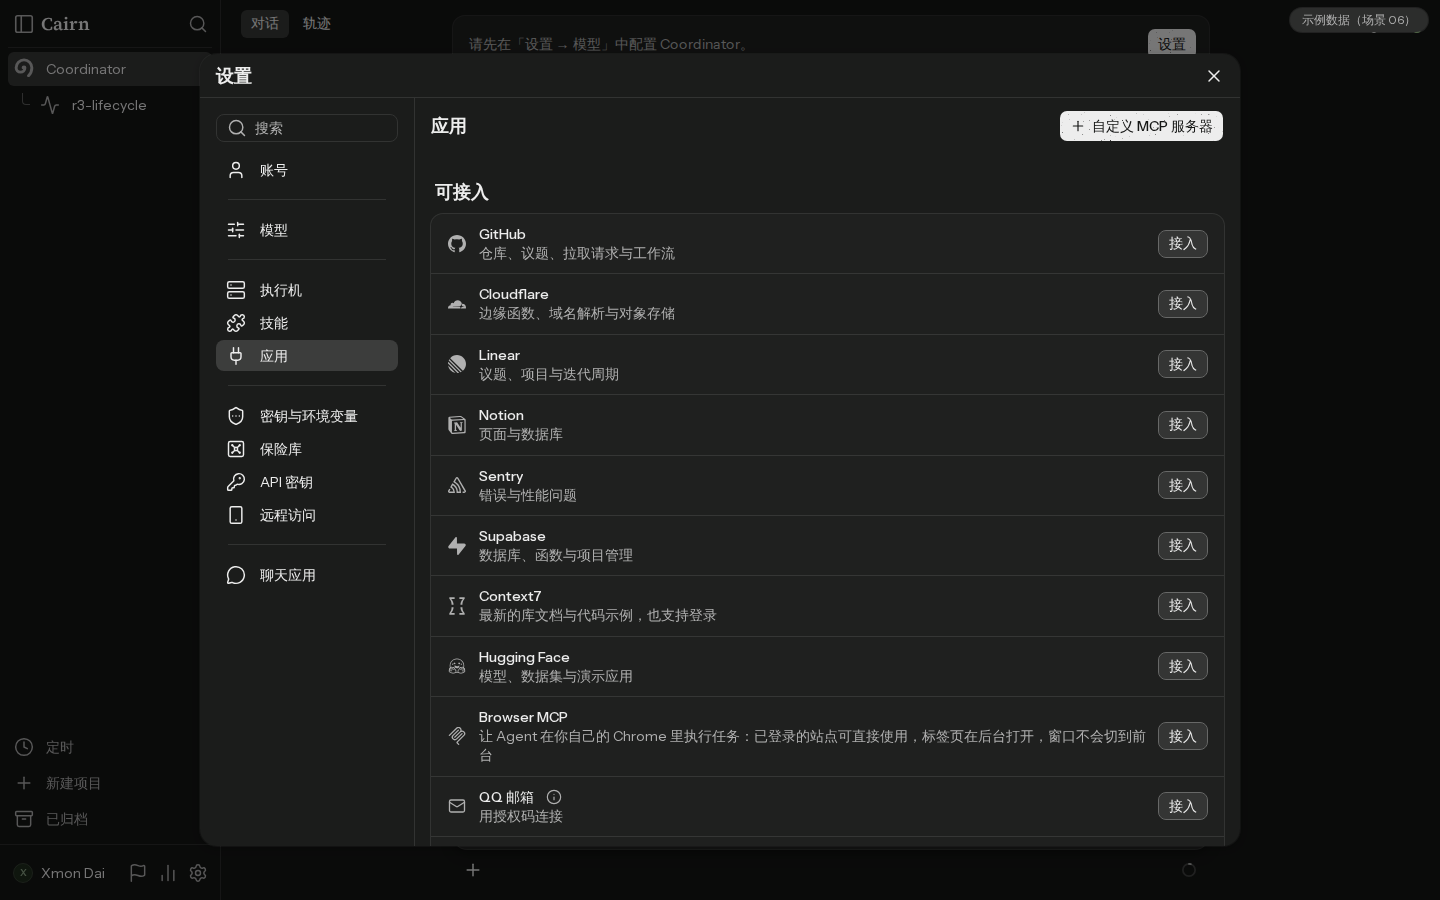 Cairn
对话
轨迹
示例数据（场景 06）
请先在「设置 → 模型」中配置 Coordinator。
设置
Coordinator
r3-lifecycle
设置
搜索
账号
模型
执行机
技能
应用
密钥与环境变量
保险库
API 密钥
远程访问
聊天应用
应用
自定义 MCP 服务器
可接入
GitHub
仓库、议题、拉取请求与工作流
接入
Cloudflare
边缘函数、域名解析与对象存储
接入
Linear
议题、项目与迭代周期
接入
Notion
页面与数据库
接入
Sentry
错误与性能问题
接入
Supabase
数据库、函数与项目管理
接入
Context7
最新的库文档与代码示例，也支持登录
接入
Hugging Face
模型、数据集与演示应用
接入
Browser MCP
让 Agent 在你自己的 Chrome 里执行任务：已登录的站点可直接使用，标签页在后台打开，窗口不会切到前
台
接入
QQ 邮箱
用授权码连接
接入
定时
新建项目
已归档
X
Xmon Dai